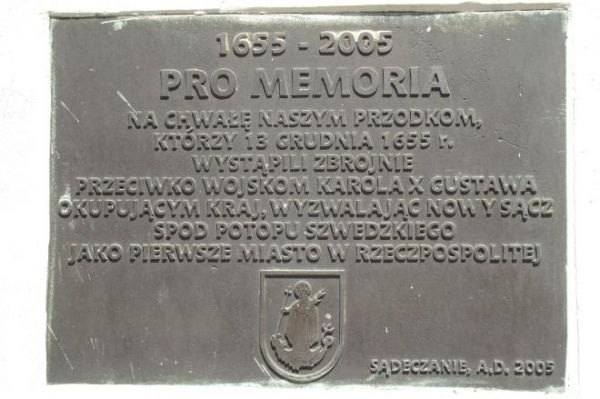 1655 - 2005
PRO MEMORIA
NA CHWAŁĘ NASZYM PRZODKOM,
KTÓRZY 13 GRUDNIA 1655 r.
WYSTĄPILI ZBROJNIE
PRZECIWKO WOJSKOM KAROLA X GUSTAWA
OKUPUJĄCYM KRAJ, WYZWALAJĄC NOWY SĄCZ
SPOD POTOPU SZWEDZKIEGO
JAKO PIERWSZE MIASTO W RZECZPOSPOLITEJ
SĄDECZANIE, A.D. 2005